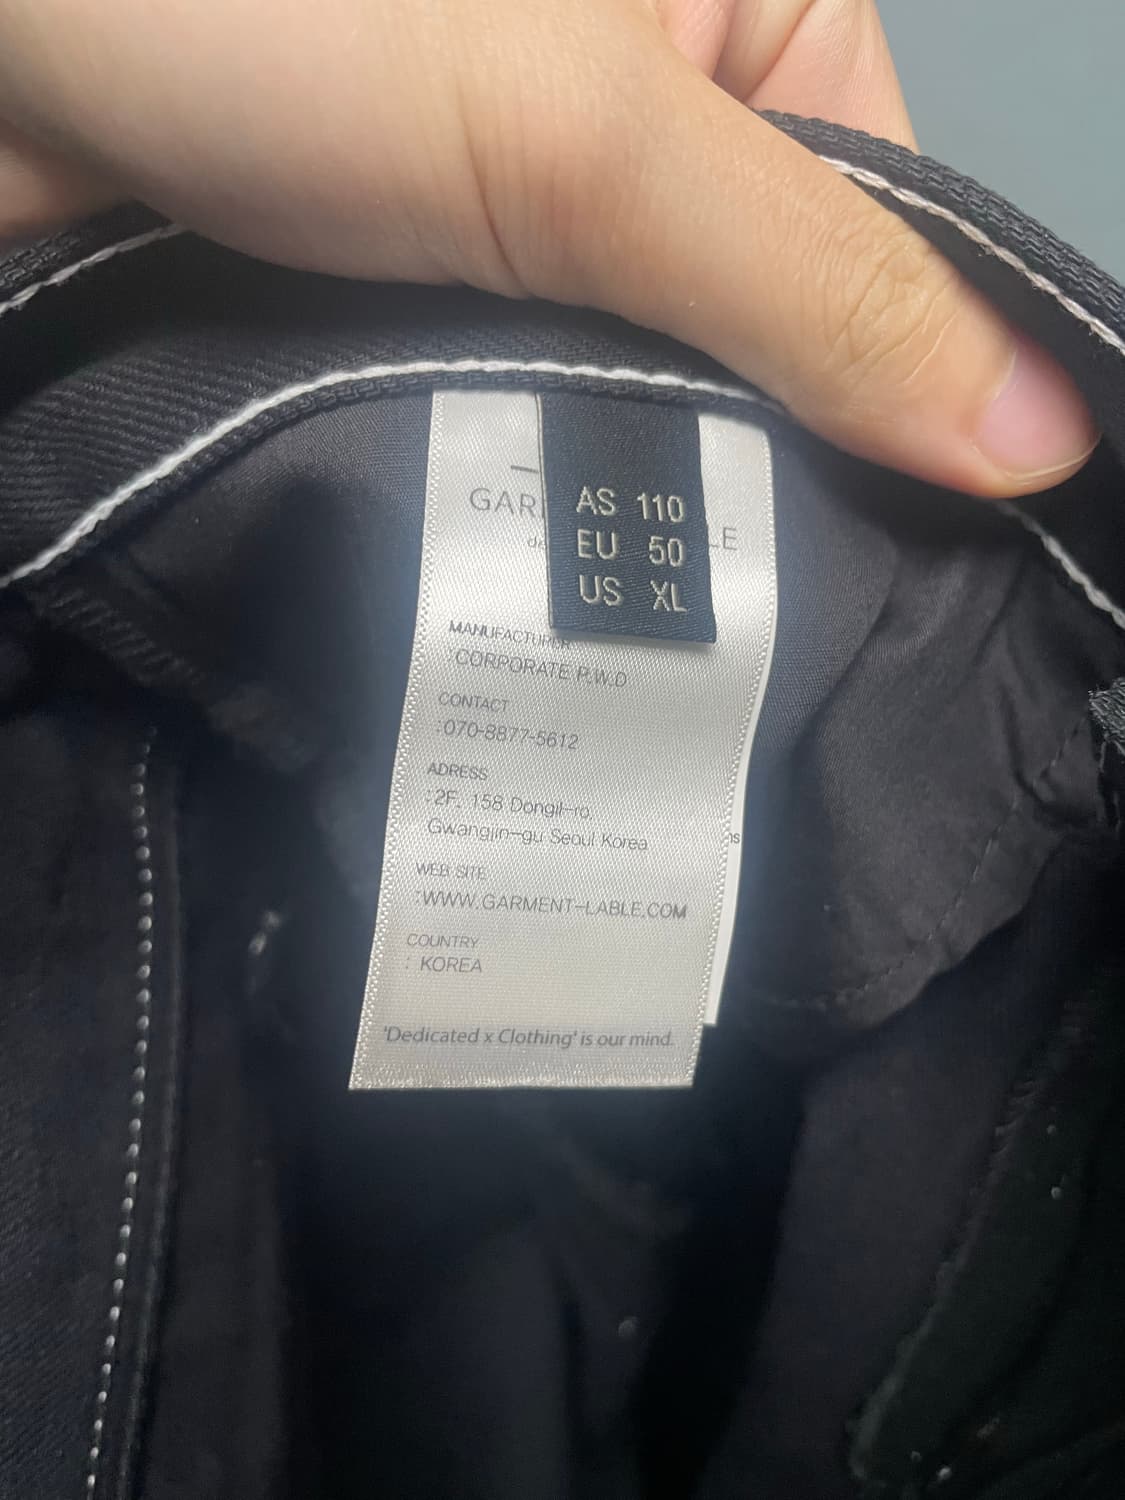 AS 110
EU 50
US XL
GAR
LE
MANUFACTURER
:CORPORATE P.W.D
CONTACT
:070-8877-5612
ADRESS
:2F, 158 Dongil-ro,
Gwangjin-gu Seoul Korea
WEB SITE
:WWW.GARMENT-LABLE.COM
COUNTRY
: KOREA
'Dedicated x Clothing' is our mind.